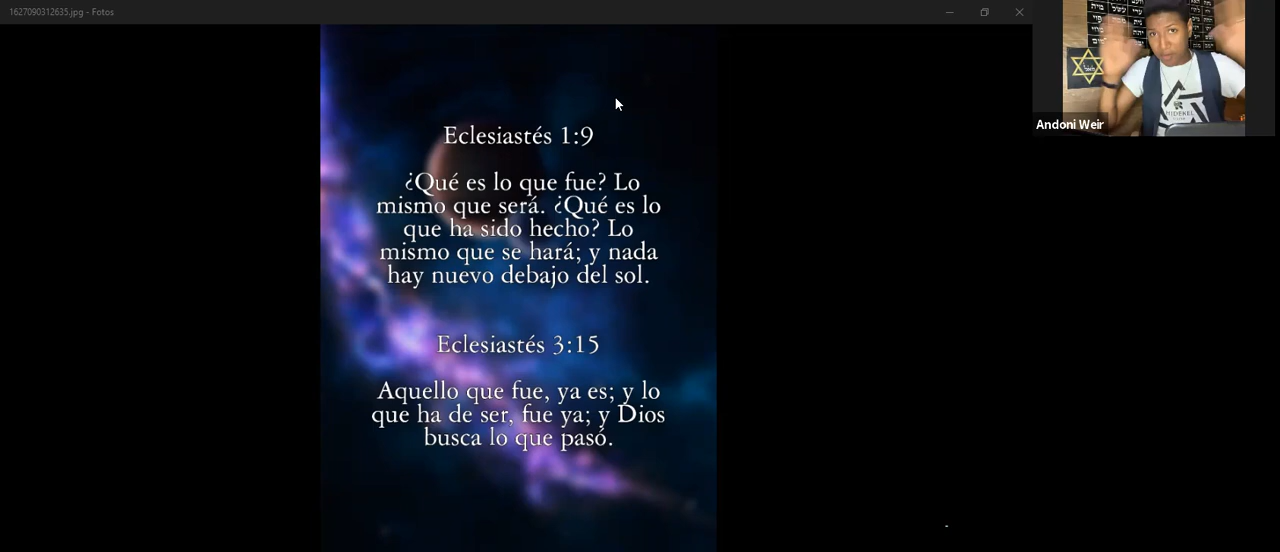 1627090312635.jpg - Fotos
Eclesiastés 1:9
¿Qué es lo que fue? Lo
mismo que será. ¿Qué es lo
que ha sido hecho? Lo
mismo que se hará; y nada
hay nuevo debajo del sol.
Eclesiastés 3:15
Aquello que fue, ya es; y lo
que ha de ser, fue ya; y Dios
busca lo que pasó.
Andoni Weir